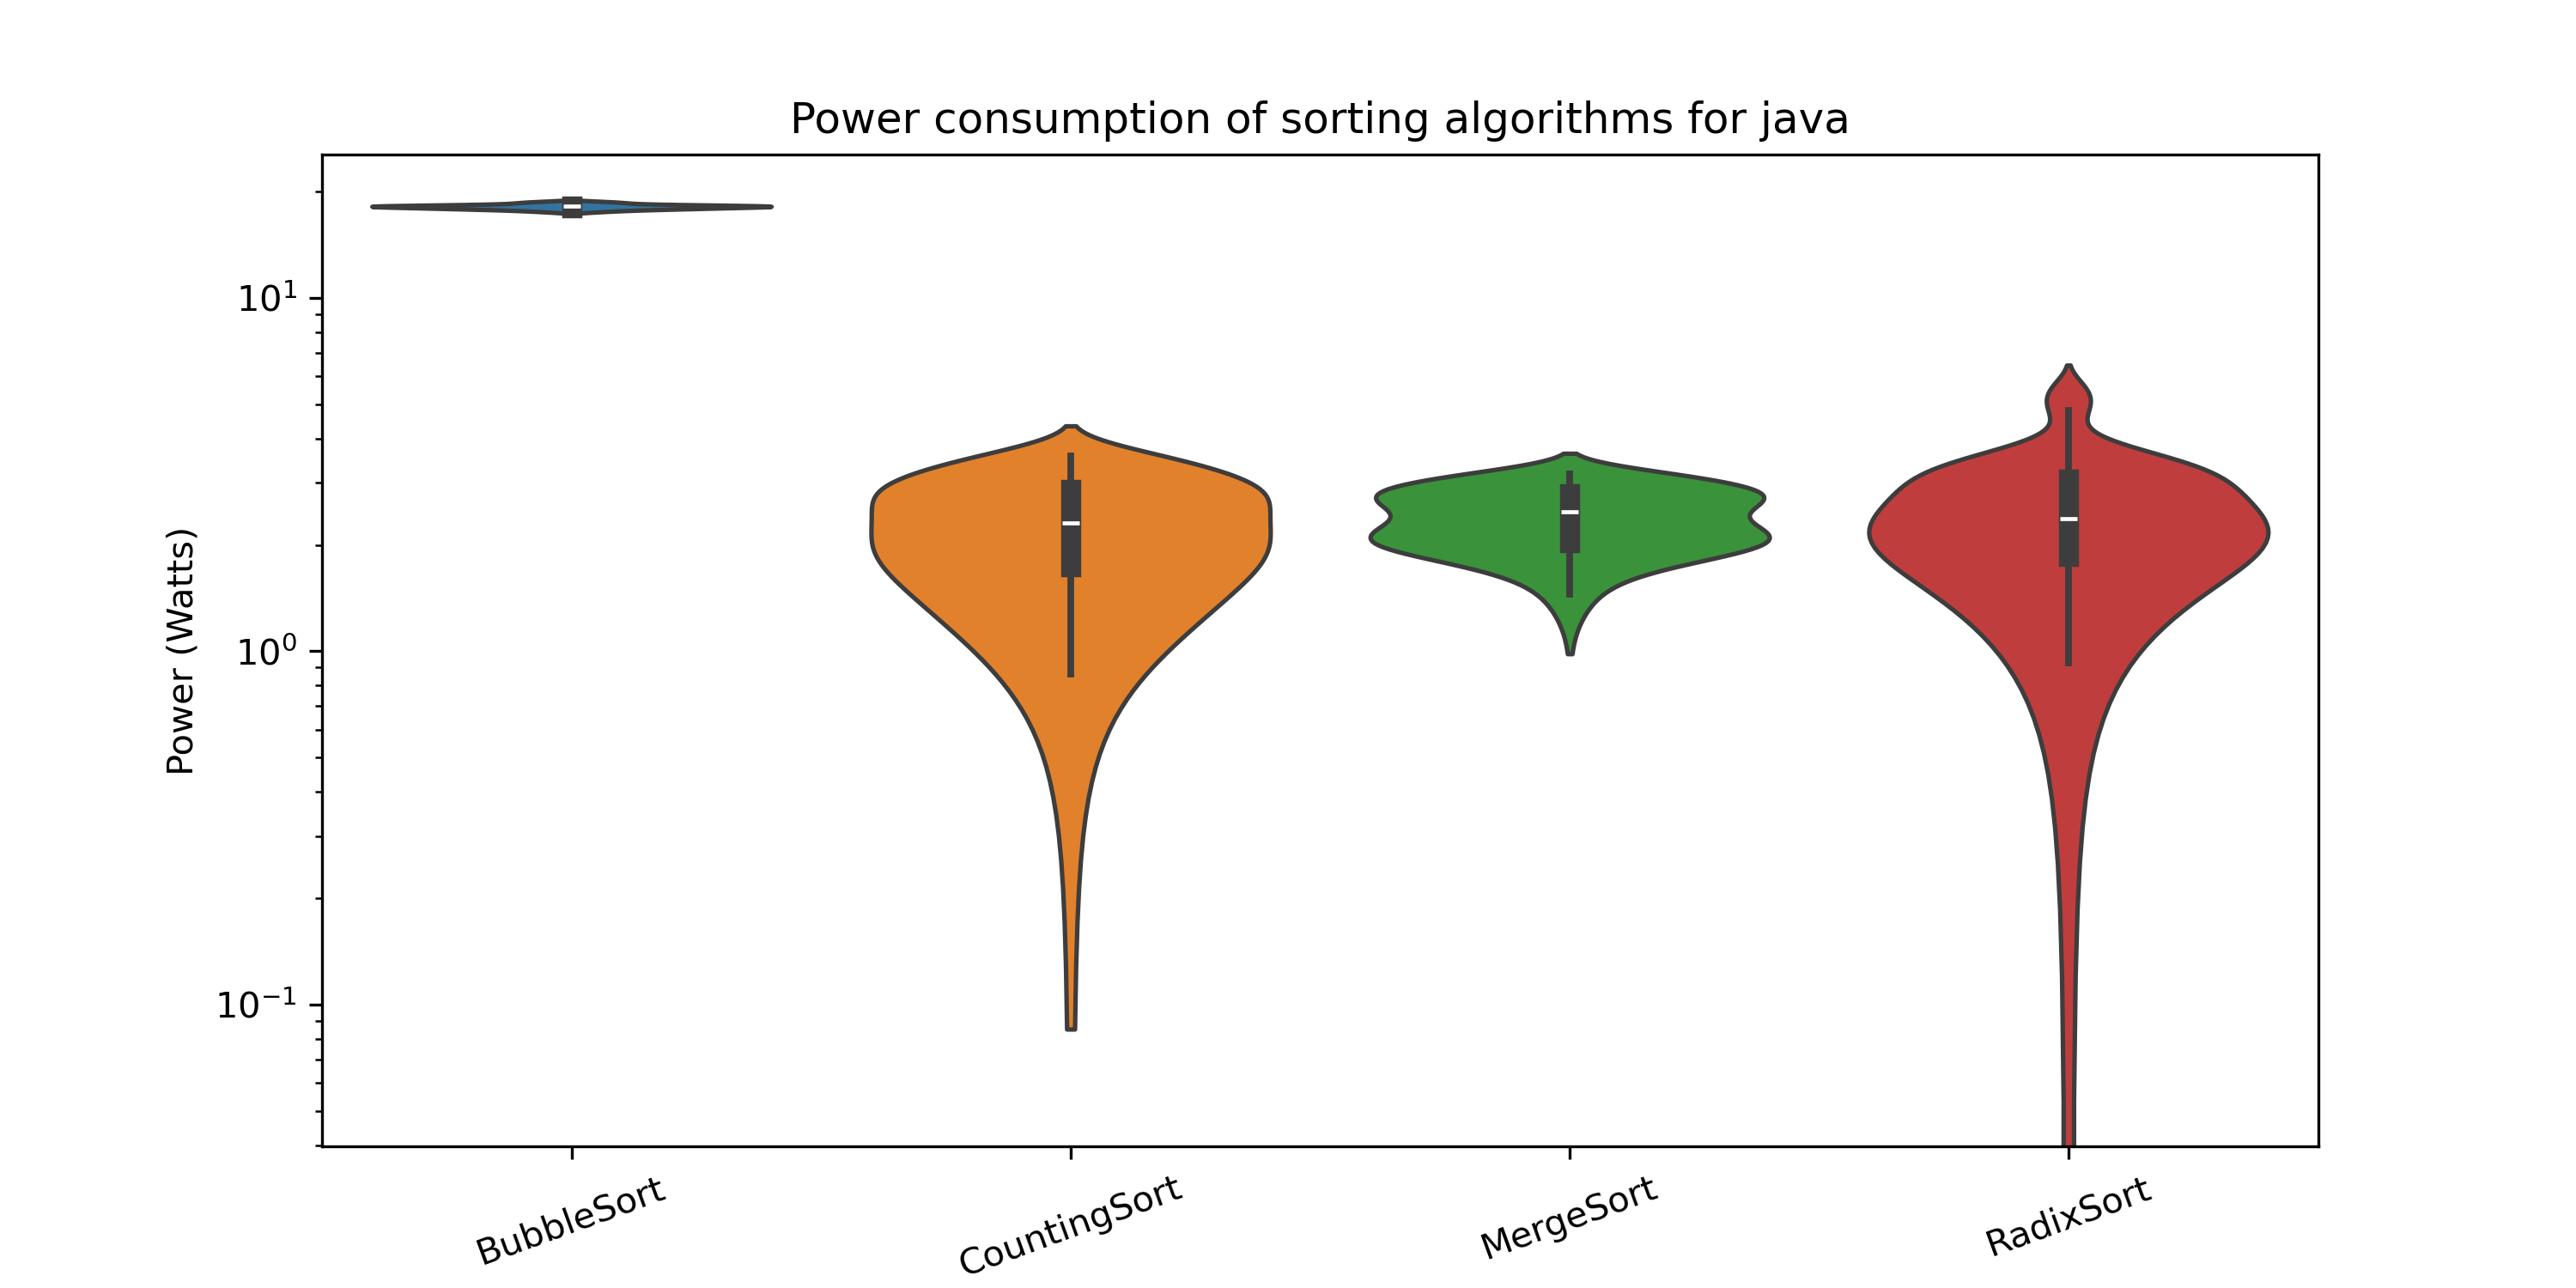 Power consumption of sorting algorithms for java
Power (Watts)
10¹
10⁰
10⁻¹
BubbleSort
CountingSort
MergeSort
RadixSort